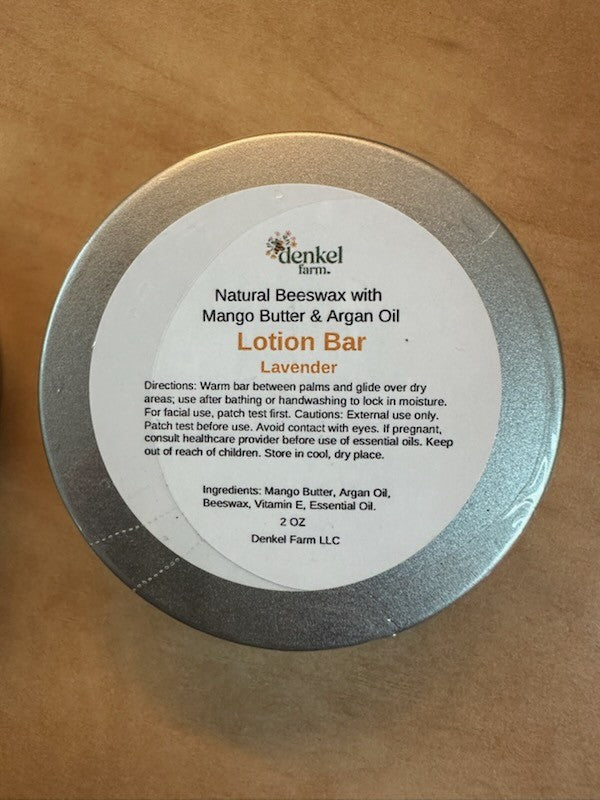 denkel
farm.
Natural Beeswax with
Mango Butter & Argan Oil
Lotion Bar
Lavender
Directions: Warm bar between palms and glide over dry
areas; use after bathing or handwashing to lock in moisture.
For facial use, patch test first. Cautions: External use only.
Patch test before use. Avoid contact with eyes. If pregnant,
consult healthcare provider before use of essential oils. Keep
out of reach of children. Store in cool, dry place.
Ingredients: Mango Butter, Argan Oil,
Beeswax, Vitamin E, Essential Oil.
2 OZ
Denkel Farm LLC